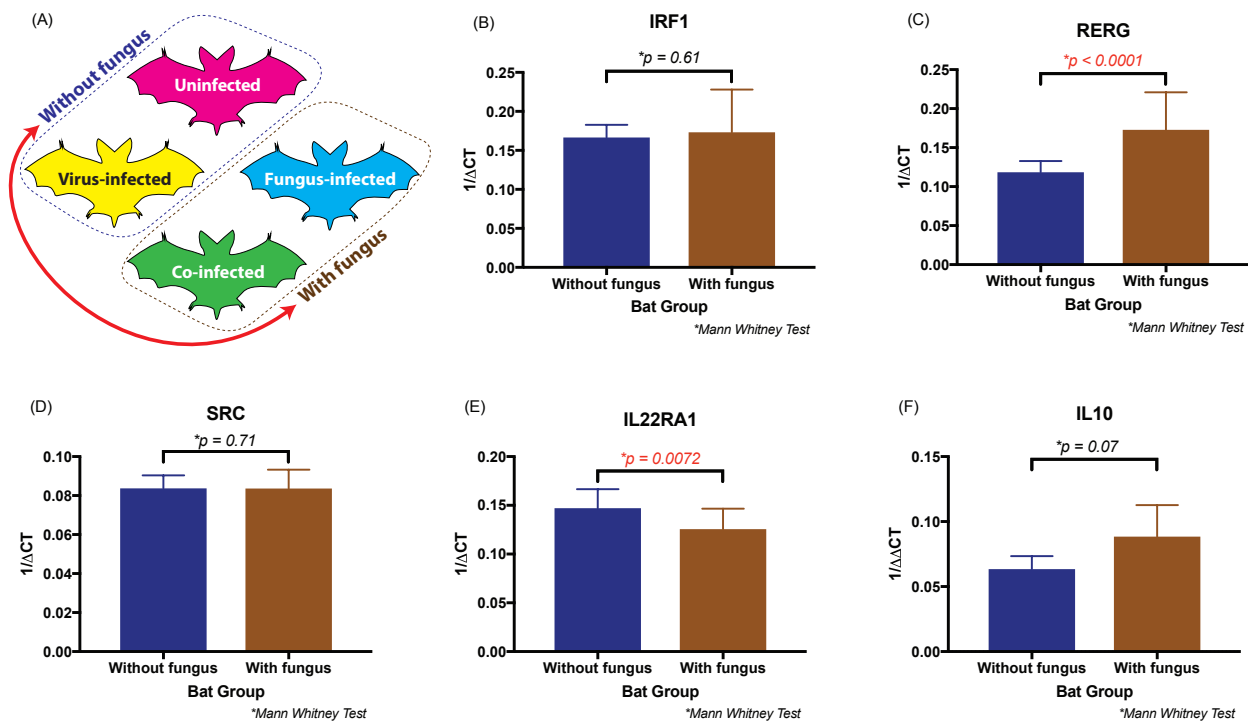 (A)
Without fungus
Uninfected
Virus-infected
Fungus-infected
Co-infected
With fungus
(B)
IRF1
*p = 0.61
0.25
0.20
0.15
0.10
0.05
0.00
1/ΔCT
Without fungus With fungus
Bat Group
*Mann Whitney Test
(C)
RERG
*p < 0.0001
0.25
0.20
0.15
0.10
0.05
0.00
1/ΔCT
Without fungus With fungus
Bat Group
*Mann Whitney Test
(D)
SRC
*p = 0.71
0.10
0.08
0.06
0.04
0.02
0.00
1/ΔCT
Without fungus With fungus
Bat Group
*Mann Whitney Test
(E)
IL22RA1
*p = 0.0072
0.20
0.15
0.10
0.05
0.00
1/ΔCT
Without fungus With fungus
Bat Group
*Mann Whitney Test
(F)
IL10
*p = 0.07
0.15
0.10
0.05
0.00
1/ΔΔCT
Without fungus With fungus
Bat Group
*Mann Whitney Test